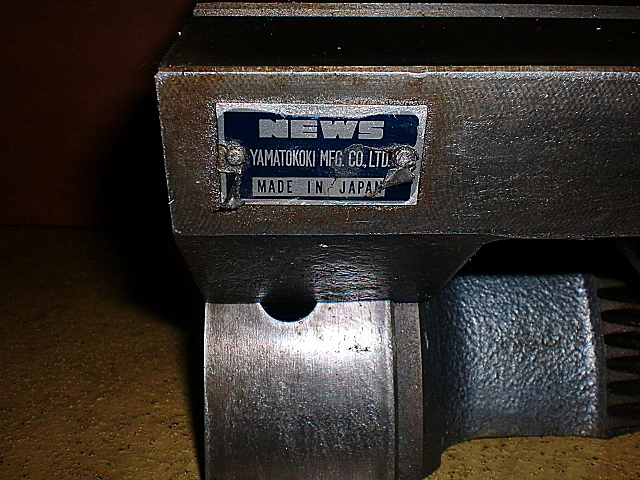 NEWS
YAMATOKOKI MFG. CO., LTD.
MADE IN JAPAN